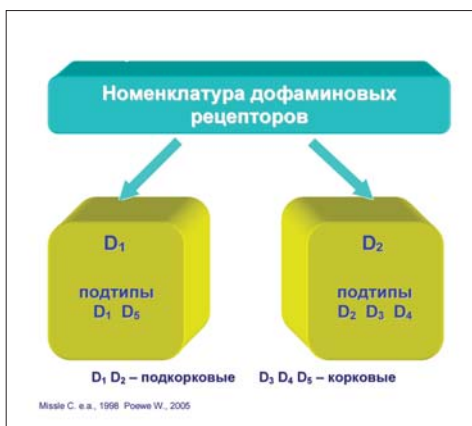 Номенклатура дофаминовых
рецепторов
D₁
подтипы
D₁ D₅
D₂
подтипы
D₂ D₃ D₄
D₁ D₂ – подкорковые D₃ D₄ D₅ – корковые
Missle C. e.a., 1998 Poewe W., 2005